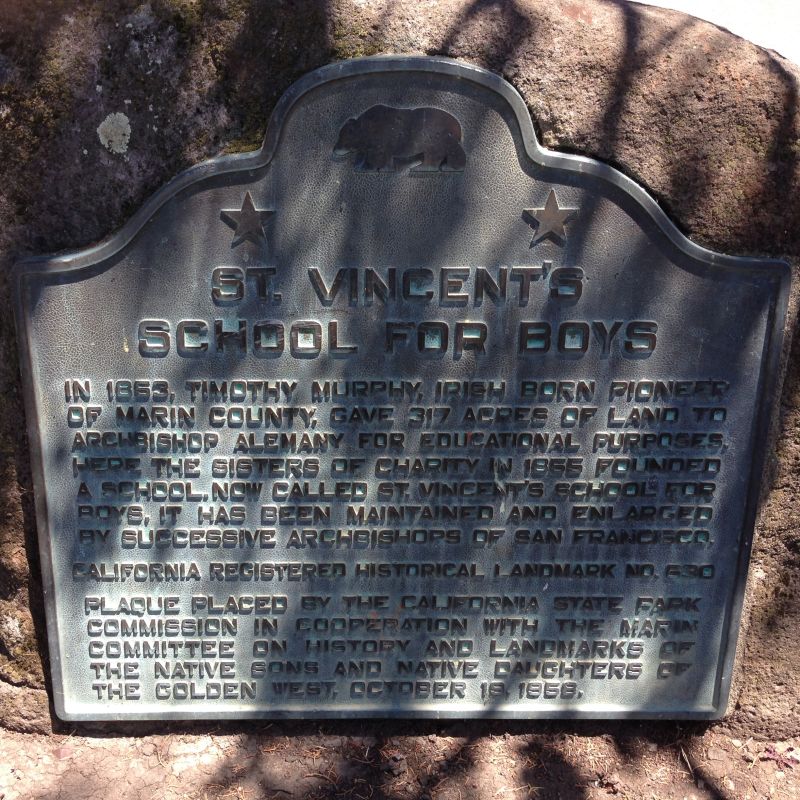 ST. VINCENT'S
SCHOOL FOR BOYS
IN 1853, TIMOTHY MURPHY, IRISH BORN PIONEER
OF MARIN COUNTY, GAVE 317 ACRES OF LAND TO
ARCHBISHOP ALEMANY FOR EDUCATIONAL PURPOSES.
HERE THE SISTERS OF CHARITY IN 1855 FOUNDED
A SCHOOL, NOW CALLED ST. VINCENT'S SCHOOL FOR
BOYS, IT HAS BEEN MAINTAINED AND ENLARGED
BY SUCCESSIVE ARCHBISHOPS OF SAN FRANCISCO.
CALIFORNIA REGISTERED HISTORICAL LANDMARK NO. 630
PLAQUE PLACED BY THE CALIFORNIA STATE PARK
COMMISSION IN COOPERATION WITH THE MARIN
COMMITTEE ON HISTORY AND LANDMARKS OF
THE NATIVE SONS AND NATIVE DAUGHTERS OF
THE GOLDEN WEST, OCTOBER 19, 1958.